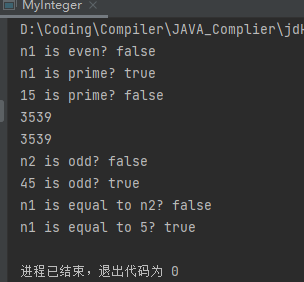 MyInteger
D:\Coding\Compiler\JAVA_Complier\jdk
n1 is even? false
n1 is prime? true
15 is prime? false
3539
3539
n2 is odd? false
45 is odd? true
n1 is equal to n2? false
n1 is equal to 5? true
进程已结束，退出代码为 0